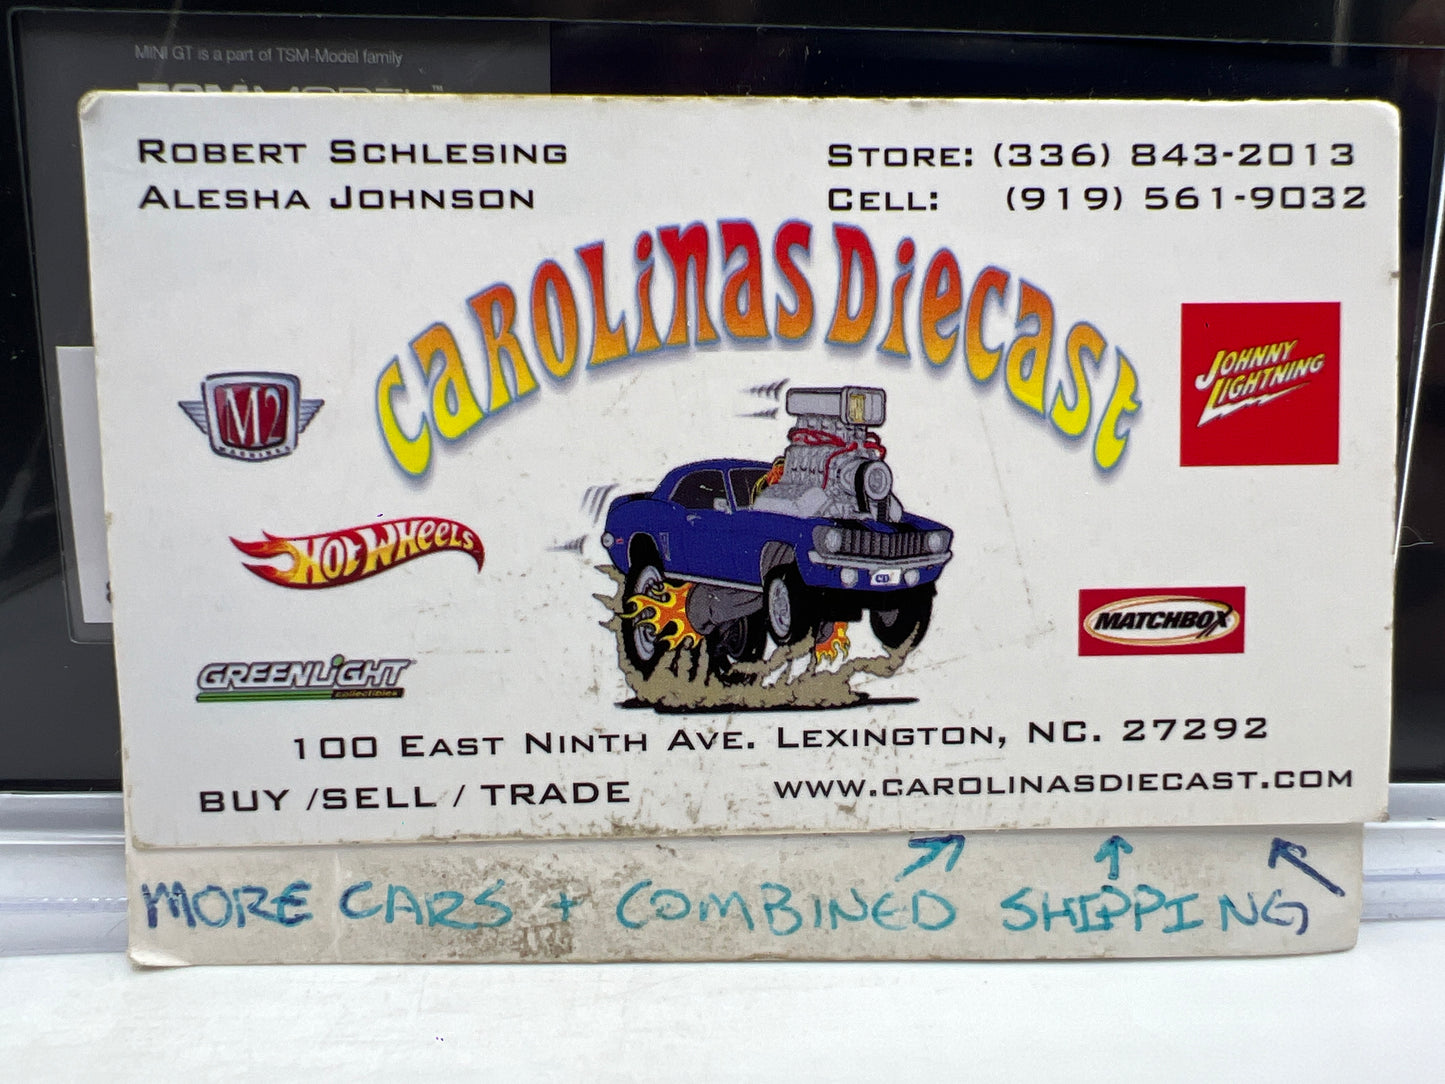 MINI GT is a part of TSM-Model family
Robert Schlesing
Alesha Johnson
Store: (336) 843-2013
Cell: (919) 561-9032
Carolinas Diecast
M2
MACHINES
Johnny
Lightning
Hot Wheels
MATCHBOX
GREENLiGHT
collectibles
100 East Ninth Ave. Lexington, NC. 27292
BUY /SELL / TRADE
www.carolinasdiecast.com
MORE CARS + COMBINED SHIPPING